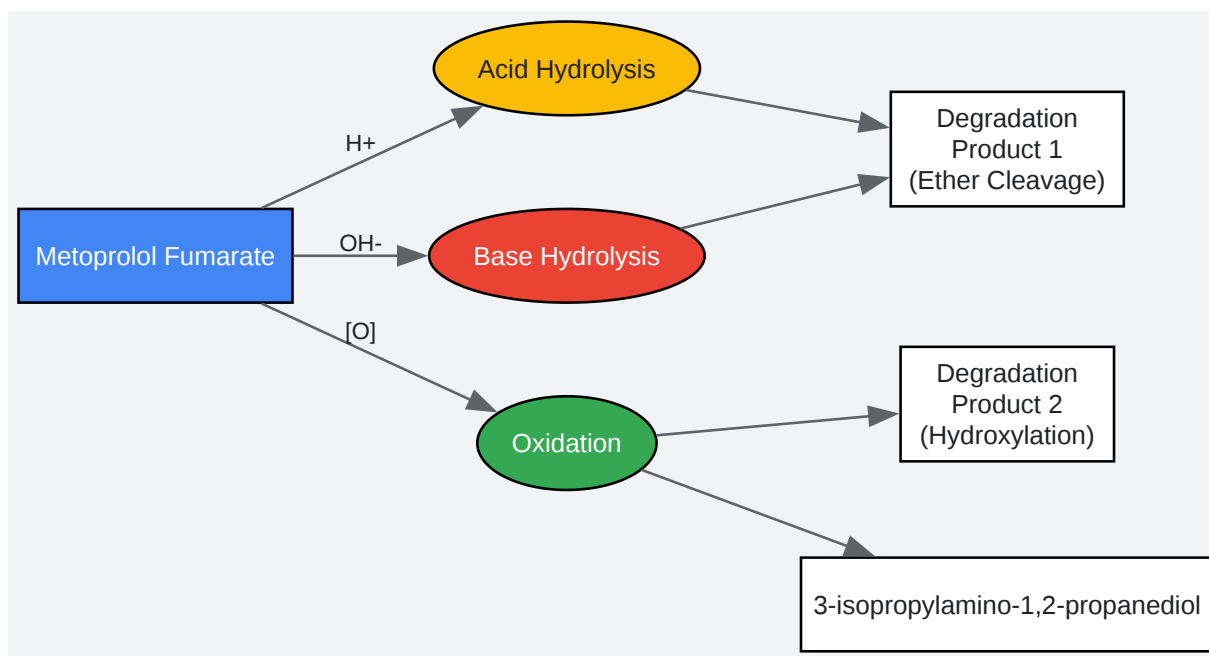 Acid Hydrolysis
H+
Degradation
Product 1
(Ether Cleavage)
Metoprolol Fumarate
OH-
Base Hydrolysis
[O]
Degradation
Product 2
(Hydroxylation)
Oxidation
3-isopropylamino-1,2-propanediol